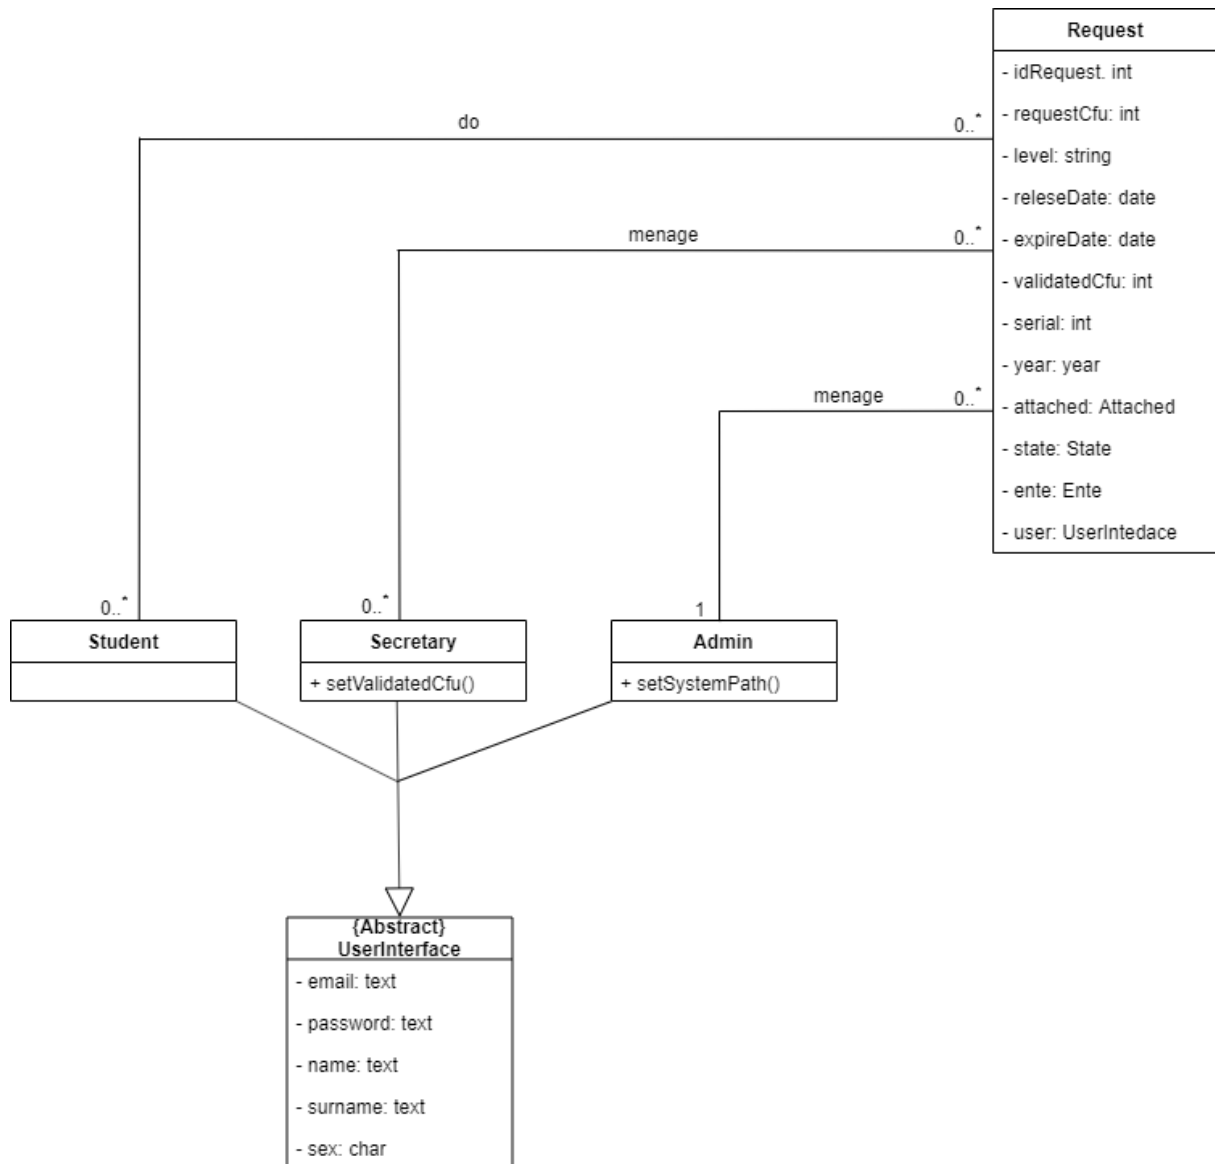 Request
- idRequest. int
- requestCfu: int
- level: string
- releseDate: date
- expireDate: date
- validatedCfu: int
- serial: int
- year: year
- attached: Attached
- state: State
- ente: Ente
- user: UserIntedace
do
0..*
menage
0..*
menage
0..*
0..*
0..*
1
Student
Secretary
+ setValidatedCfu()
Admin
+ setSystemPath()
{Abstract}
UserInterface
- email: text
- password: text
- name: text
- surname: text
- sex: char